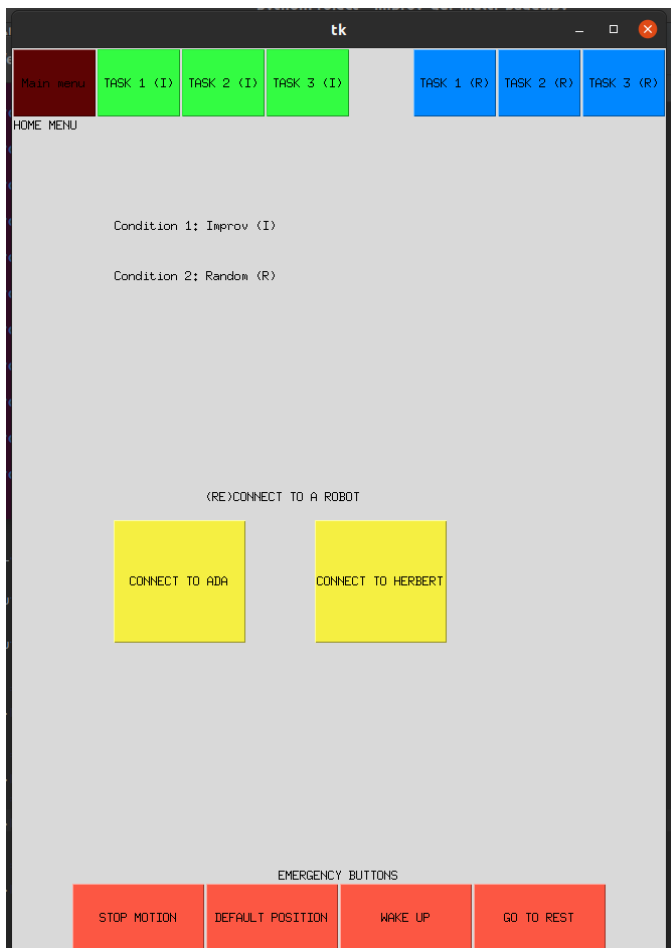 tk
Main menu TASK 1 (I) TASK 2 (I) TASK 3 (I) TASK 1 (R) TASK 2 (R) TASK 3 (R)
HOME MENU
Condition 1: Improv (I)
Condition 2: Random (R)
(RE)CONNECT TO A ROBOT
CONNECT TO ADA CONNECT TO HERBERT
EMERGENCY BUTTONS
STOP MOTION DEFAULT POSITION WAKE UP GO TO REST